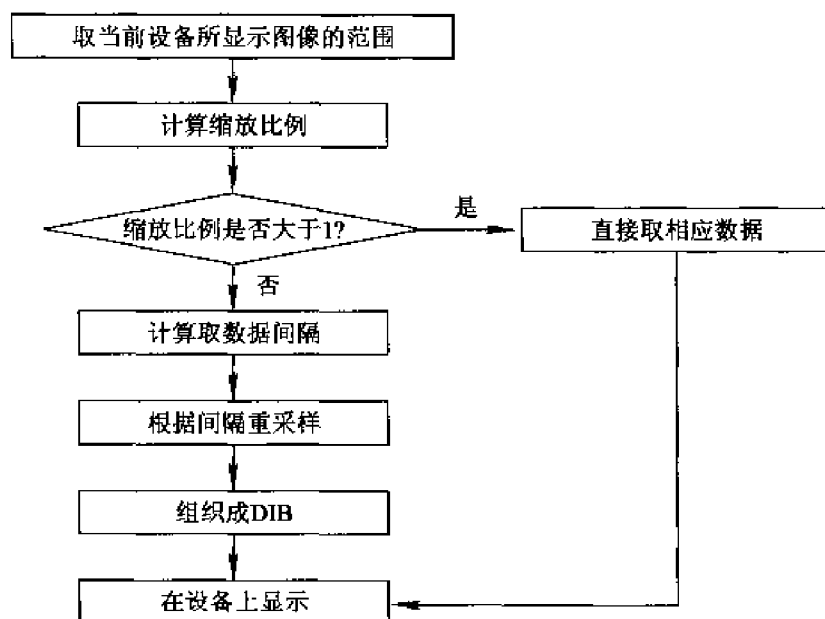 取当前设备所显示图像的范围
计算缩放比例
缩放比例是否大于1?
是
直接取相应数据
否
计算取数据间隔
根据间隔重采样
组织成DIB
在设备上显示